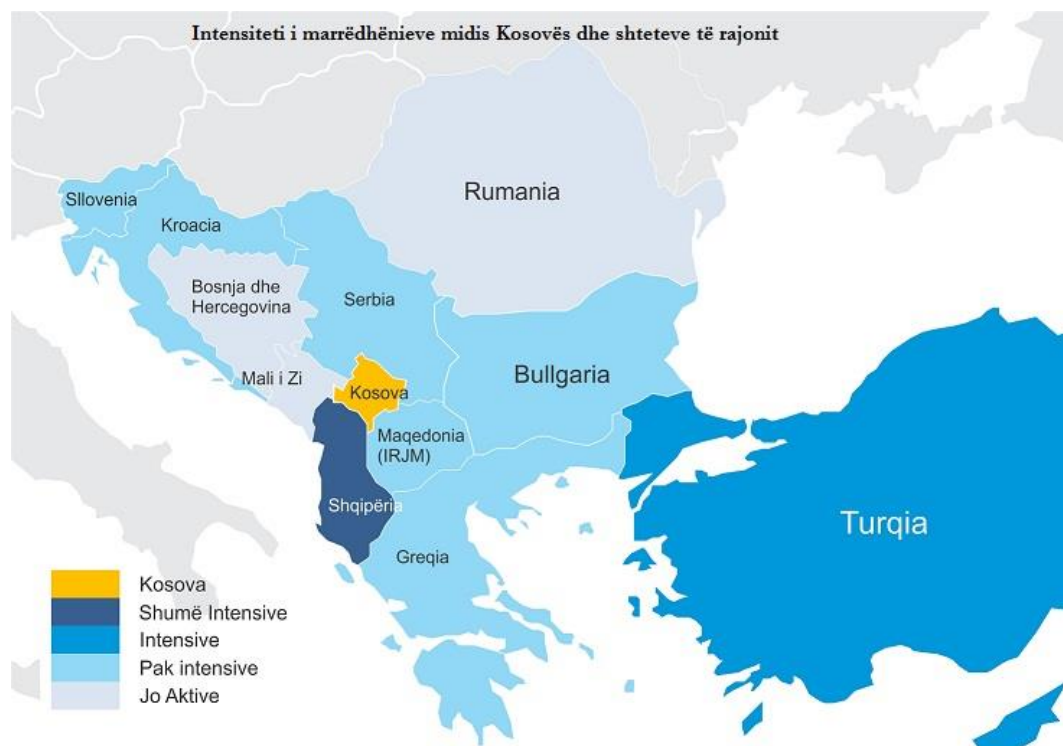 Intensiteti i marrëdhënieve midis Kosovës dhe shteteve të rajonit
Rumania
Sllovenia
Kroacia
Bosnja dhe
Hercegovina
Serbia
Mali i Zi
Kosova
Bullgaria
Maqedonia
(IRJM)
Shqipëria
Greqia
Turqia
Kosova
Shumë Intensive
Intensive
Pak intensive
Jo Aktive